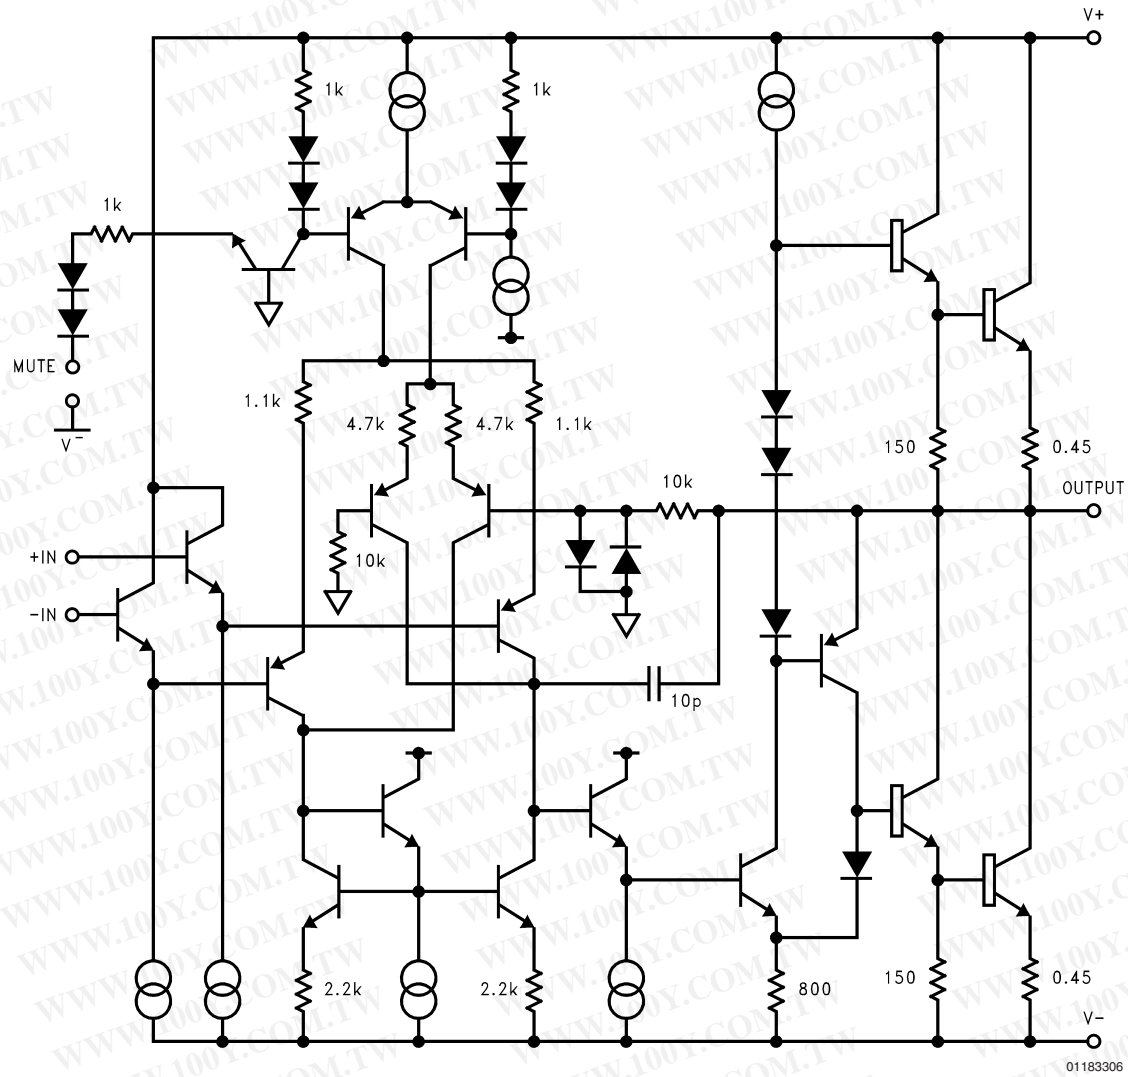 V+
1k
1k
1k
MUTE
V-
1.1k
4.7k
4.7k
1.1k
150
0.45
10k
OUTPUT
+IN
10k
-IN
10p
2.2k
2.2k
800
150
0.45
V-
01183306
WWW.100Y.COM.TW